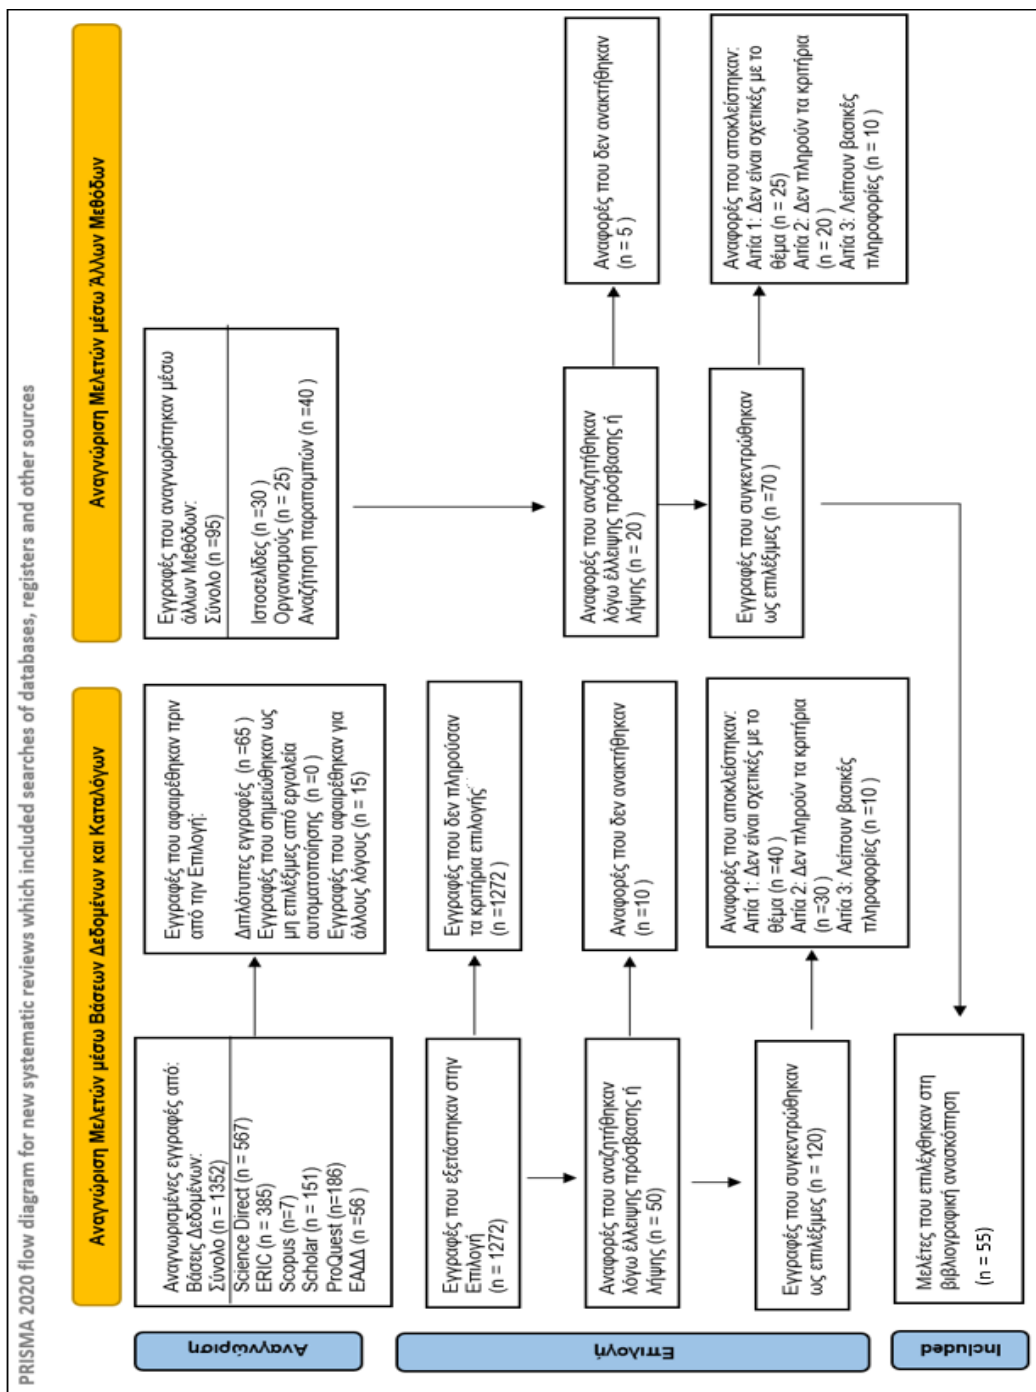 PRISMA 2020 flow diagram for new systematic reviews which included searches of databases, registers and other sources
Αναγνώριση Μελετών μέσω Βάσεων Δεδομένων και Καταλόγων
Αναγνώριση Μελετών μέσω Άλλων Μεθόδων
Αναγνώριση
Αναγνωρισμένες εγγραφές από:
Βάσεις Δεδομένων:
Σύνολο (n = 1352)
Science Direct (n = 567)
ERIC (n = 385)
Scopus (n=7)
Scholar (n = 151)
ProQuest (n=186)
ΕΑΔΔ (n =56 )
Εγγραφές που αφαιρέθηκαν πριν
από την Επιλογή:
Διπλότυπες εγγραφές (n =65 )
Εγγραφές που σημειώθηκαν ως
μη επιλέξιμες από εργαλεία
αυτοματοποίησης (n =0 )
Εγγραφές που αφαιρέθηκαν για
άλλους λόγους (n = 15)
Εγγραφές που αναγνωρίστηκαν μέσω
άλλων Μεθόδων:
Σύνολο (n =95)
Ιστοσελίδες (n =30 )
Οργανισμούς (n = 25)
Αναζήτηση παραπομπών (n =40 )
Επιλογή
Εγγραφές που εξετάστηκαν στην
Επιλογή
(n = 1272)
Εγγραφές που δεν πληρούσαν
τα κριτήρια επιλογής
(n =1272)
Αναφορές που αναζητήθηκαν
λόγω έλλειψης πρόσβασης ή
λήψης (n = 50)
Αναφορές που δεν ανακτήθηκαν
(n =10)
Αναφορές που αναζητήθηκαν
λόγω έλλειψης πρόσβασης ή
λήψης (n = 20)
Αναφορές που δεν ανακτήθηκαν
(n = 5 )
Εγγραφές που συγκεντρώθηκαν
ως επιλέξιμες (n = 120)
Αναφορές που αποκλείστηκαν:
Αιτία 1: Δεν είναι σχετικές με το
θέμα (n =40 )
Αιτία 2: Δεν πληρούν τα κριτήρια
(n =30)
Αιτία 3: Λείπουν βασικές
πληροφορίες (n =10 )
Εγγραφές που συγκεντρώθηκαν
ως επιλέξιμες (n =70 )
Αναφορές που αποκλείστηκαν:
Αιτία 1: Δεν είναι σχετικές με το
θέμα (n = 25)
Αιτία 2: Δεν πληρούν τα κριτήρια
(n = 20 )
Αιτία 3: Λείπουν βασικές
πληροφορίες (n = 10 )
Included
Μελέτες που επιλέχθηκαν στη
βιβλιογραφική ανασκόπηση
(n = 55)